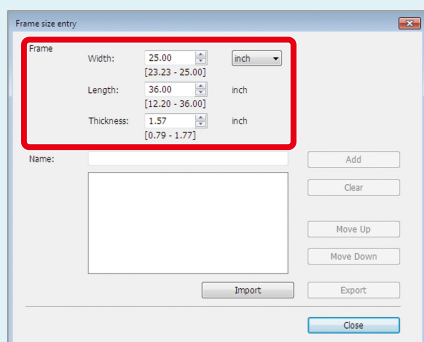 Frame size entry
Frame
Width: 25.00 inch
[23.23 - 25.00]
Length: 36.00 inch
[12.20 - 36.00]
Thickness: 1.57 inch
[0.79 - 1.77]
Name: Add
Clear
Move Up
Move Down
Import Export
Close